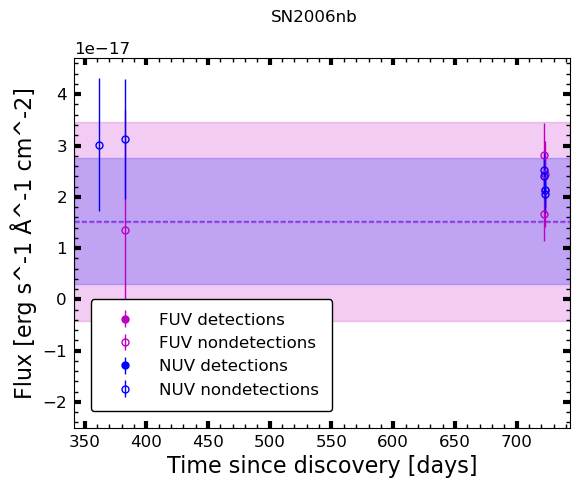 SN2006nb
1e−17
Flux [erg s^-1 Å^-1 cm^-2]
4
3
2
1
0
−1
−2
FUV detections
FUV nondetections
NUV detections
NUV nondetections
350 400 450 500 550 600 650 700
Time since discovery [days]